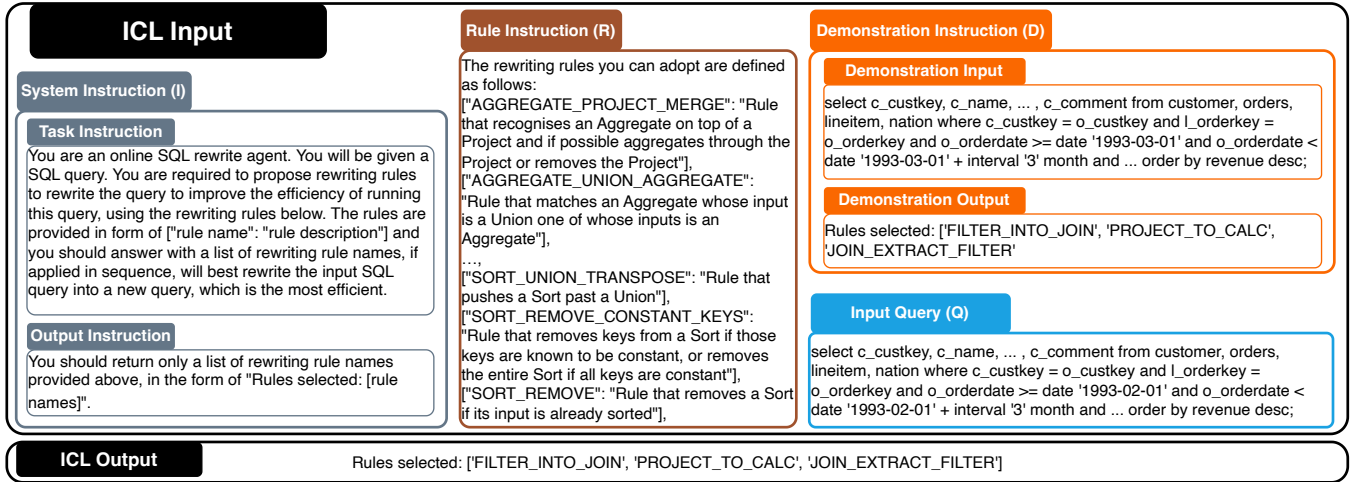 ICL Input
System Instruction (I)
Task Instruction
You are an online SQL rewrite agent. You will be given a
SQL query. You are required to propose rewriting rules
to rewrite the query to improve the efficiency of running
this query, using the rewriting rules below. The rules are
provided in form of ["rule name": "rule description"] and
you should answer with a list of rewriting rule names, if
applied in sequence, will best rewrite the input SQL
query into a new query, which is the most efficient.
Output Instruction
You should return only a list of rewriting rule names
provided above, in the form of "Rules selected: [rule
names]".
Rule Instruction (R)
The rewriting rules you can adopt are defined
as follows:
["AGGREGATE_PROJECT_MERGE": "Rule
that recognises an Aggregate on top of a
Project and if possible aggregates through the
Project or removes the Project"],
["AGGREGATE_UNION_AGGREGATE":
"Rule that matches an Aggregate whose input
is a Union one of whose inputs is an
Aggregate"],
…,
["SORT_UNION_TRANSPOSE": "Rule that
pushes a Sort past a Union"],
["SORT_REMOVE_CONSTANT_KEYS":
"Rule that removes keys from a Sort if those
keys are known to be constant, or removes
the entire Sort if all keys are constant"],
["SORT_REMOVE": "Rule that removes a Sort
if its input is already sorted"],
Demonstration Instruction (D)
Demonstration Input
select c_custkey, c_name, ... , c_comment from customer, orders,
lineitem, nation where c_custkey = o_custkey and l_orderkey =
o_orderkey and o_orderdate >= date '1993-03-01' and o_orderdate <
date '1993-03-01' + interval '3' month and ... order by revenue desc;
Demonstration Output
Rules selected: ['FILTER_INTO_JOIN', 'PROJECT_TO_CALC',
'JOIN_EXTRACT_FILTER'
Input Query (Q)
select c_custkey, c_name, ... , c_comment from customer, orders,
lineitem, nation where c_custkey = o_custkey and l_orderkey =
o_orderkey and o_orderdate >= date '1993-02-01' and o_orderdate <
date '1993-02-01' + interval '3' month and ... order by revenue desc;
ICL Output
Rules selected: ['FILTER_INTO_JOIN', 'PROJECT_TO_CALC', 'JOIN_EXTRACT_FILTER']